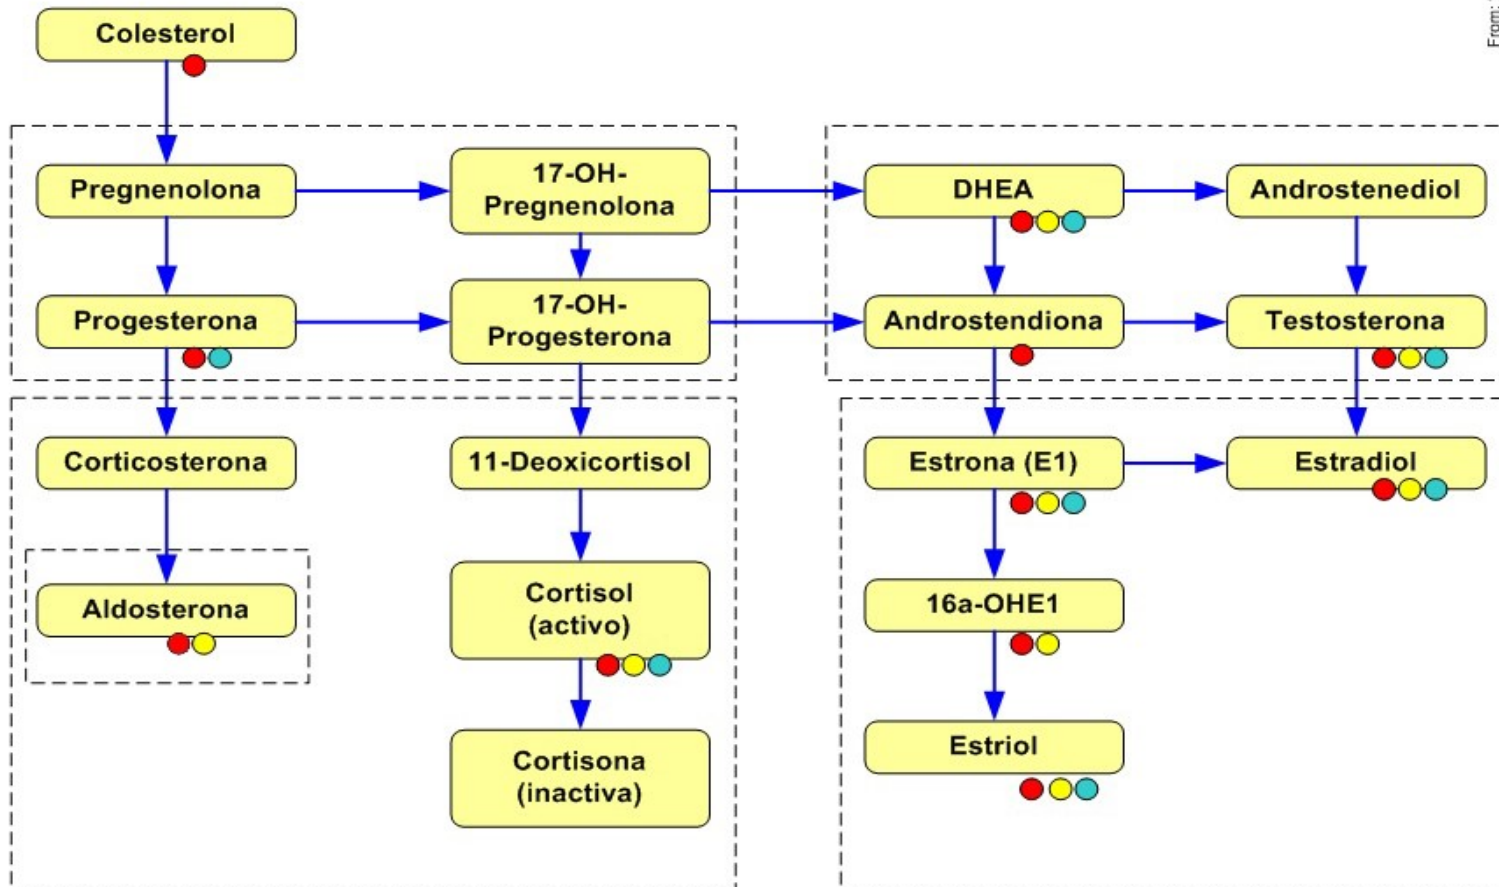 Colesterol
From:
Pregnenolona
17-OH-
Pregnenolona
DHEA
Androstenediol
Progesterona
17-OH-
Progesterona
Androstendiona
Testosterona
Corticosterona
11-Deoxicortisol
Estrona (E1)
Estradiol
Aldosterona
Cortisol
(activo)
16a-OHE1
Cortisona
(inactiva)
Estriol